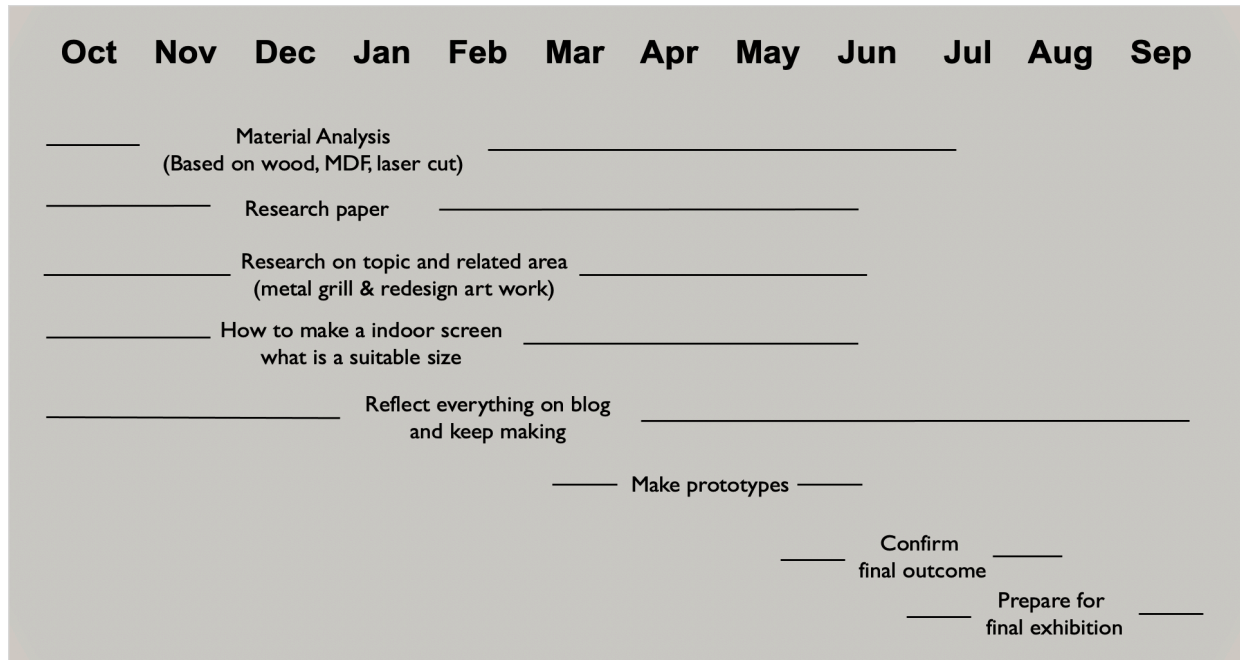 Oct Nov Dec Jan Feb Mar Apr May Jun Jul Aug Sep
Material Analysis
(Based on wood, MDF, laser cut)
Research paper
Research on topic and related area
(metal grill & redesign art work)
How to make a indoor screen
what is a suitable size
Reflect everything on blog
and keep making
Make prototypes
Confirm
final outcome
Prepare for
final exhibition